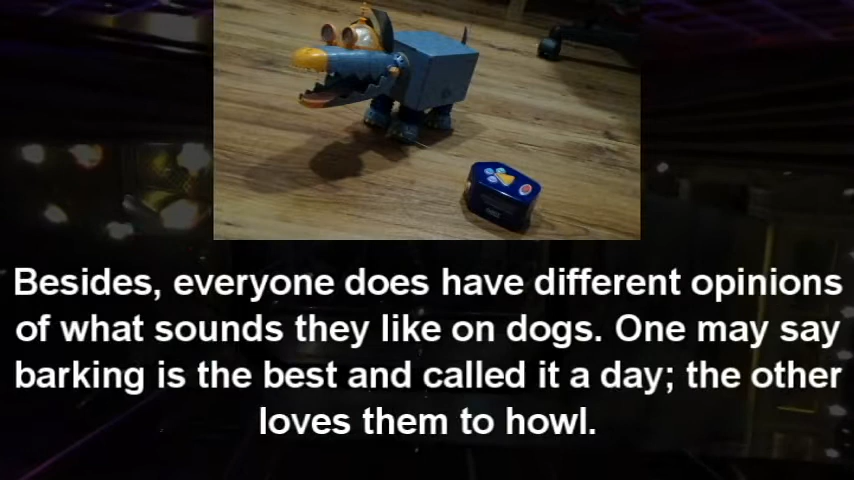 Besides, everyone does have different opinions
of what sounds they like on dogs. One may say
barking is the best and called it a day; the other
loves them to howl.